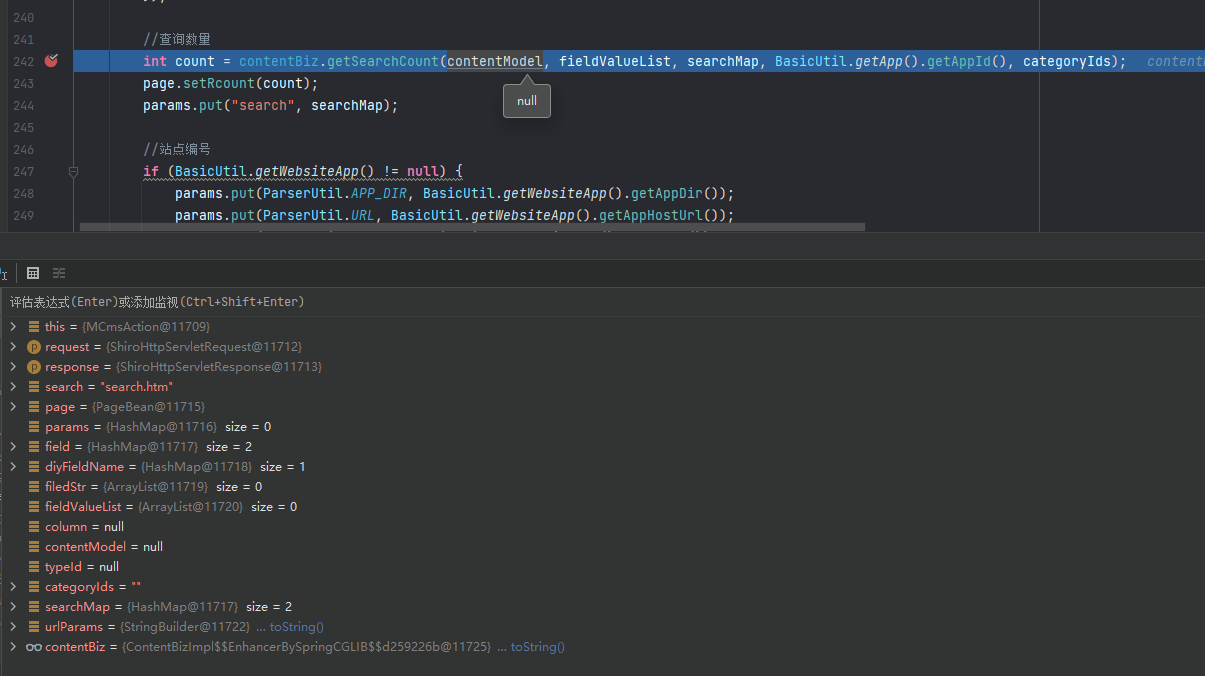 240
241 //查询数量
242 int count = contentBiz.getSearchCount(contentModel, fieldValueList, searchMap, BasicUtil.getApp().getAppId(), categoryIds); content
243 page.setRcount(count);
null
244 params.put("search", searchMap);
245
246 //站点编号
247 if (BasicUtil.getWebsiteApp() != null) {
248 params.put(ParserUtil.APP_DIR, BasicUtil.getWebsiteApp().getAppDir());
249 params.put(ParserUtil.URL, BasicUtil.getWebsiteApp().getAppHostUrl());
评估表达式(Enter)或添加监视(Ctrl+Shift+Enter)
this = {MCmsAction@11709}
p request = {ShiroHttpServletRequest@11712}
p response = {ShiroHttpServletResponse@11713}
search = "search.htm"
page = {PageBean@11715}
params = {HashMap@11716} size = 0
field = {HashMap@11717} size = 2
diyFieldName = {HashMap@11718} size = 1
filedStr = {ArrayList@11719} size = 0
fieldValueList = {ArrayList@11720} size = 0
column = null
contentModel = null
typeId = null
categoryIds = ""
searchMap = {HashMap@11717} size = 2
urlParams = {StringBuilder@11722} ... toString()
contentBiz = {ContentBizImpl$$EnhancerBySpringCGLIB$$d259226b@11725} ... toString()